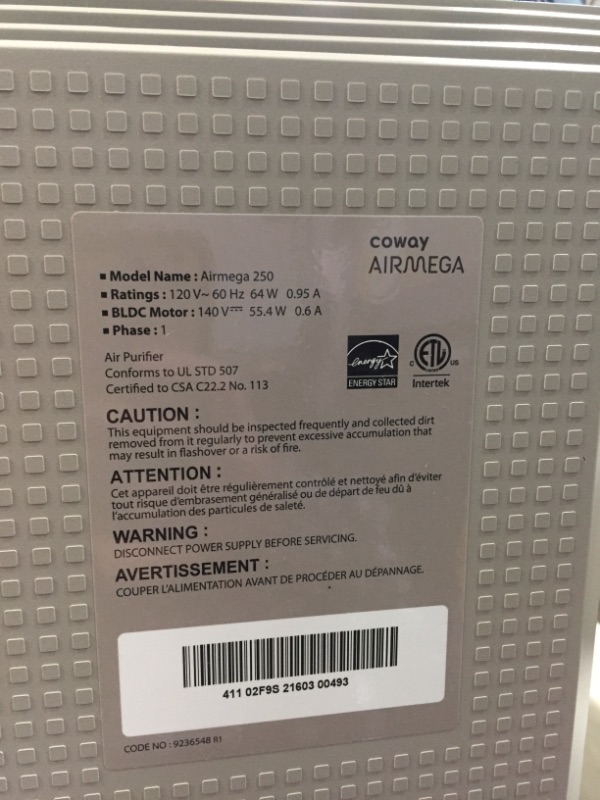 coway
AIRMEGA
▪ Model Name : Airmega 250
▪ Ratings : 120 V~ 60 Hz 64 W 0.95 A
▪ BLDC Motor : 140 V⎓ 55.4 W 0.6 A
▪ Phase : 1
Air Purifier
Conforms to UL STD 507
Certified to CSA C22.2 No. 113
energy
ENERGY STAR
c ETL us
Intertek
CAUTION :
This equipment should be inspected frequently and collected dirt
removed from it regularly to prevent excessive accumulation that
may result in flashover or a risk of fire.
ATTENTION :
Cet appareil doit être régulièrement contrôlé et nettoyé afin d'éviter
tout risque d'embrasement généralisé ou de départ de feu dû à
l'accumulation des particules de saleté.
WARNING :
DISCONNECT POWER SUPPLY BEFORE SERVICING.
AVERTISSEMENT :
COUPER L'ALIMENTATION AVANT DE PROCÉDER AU DÉPANNAGE.
411 02F9S 21603 00493
CODE NO : 9236548 R1